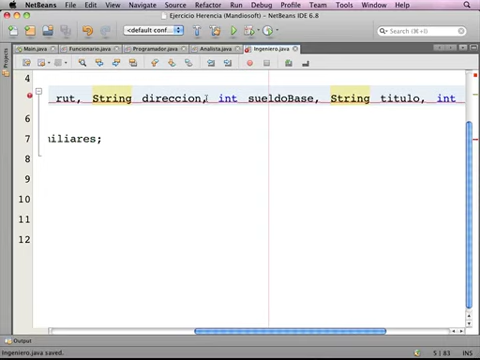 NetBeans File Edit View Navigate Source Refactor Run Debug Profile Team Tools Window Help
Ejercicio Herencia (Mandiosoft) - NetBeans IDE 6.8
<default conf... Search (⌘+I)
Main.java Funcionario.java Programador.java Analista.java Ingeniero.java
Projects
4
rut, String direccion, int sueldoBase, String titulo, int
6
7 iliares;
8
9
10
11
12
Output
Ingeniero.java saved. 5 | 83 INS